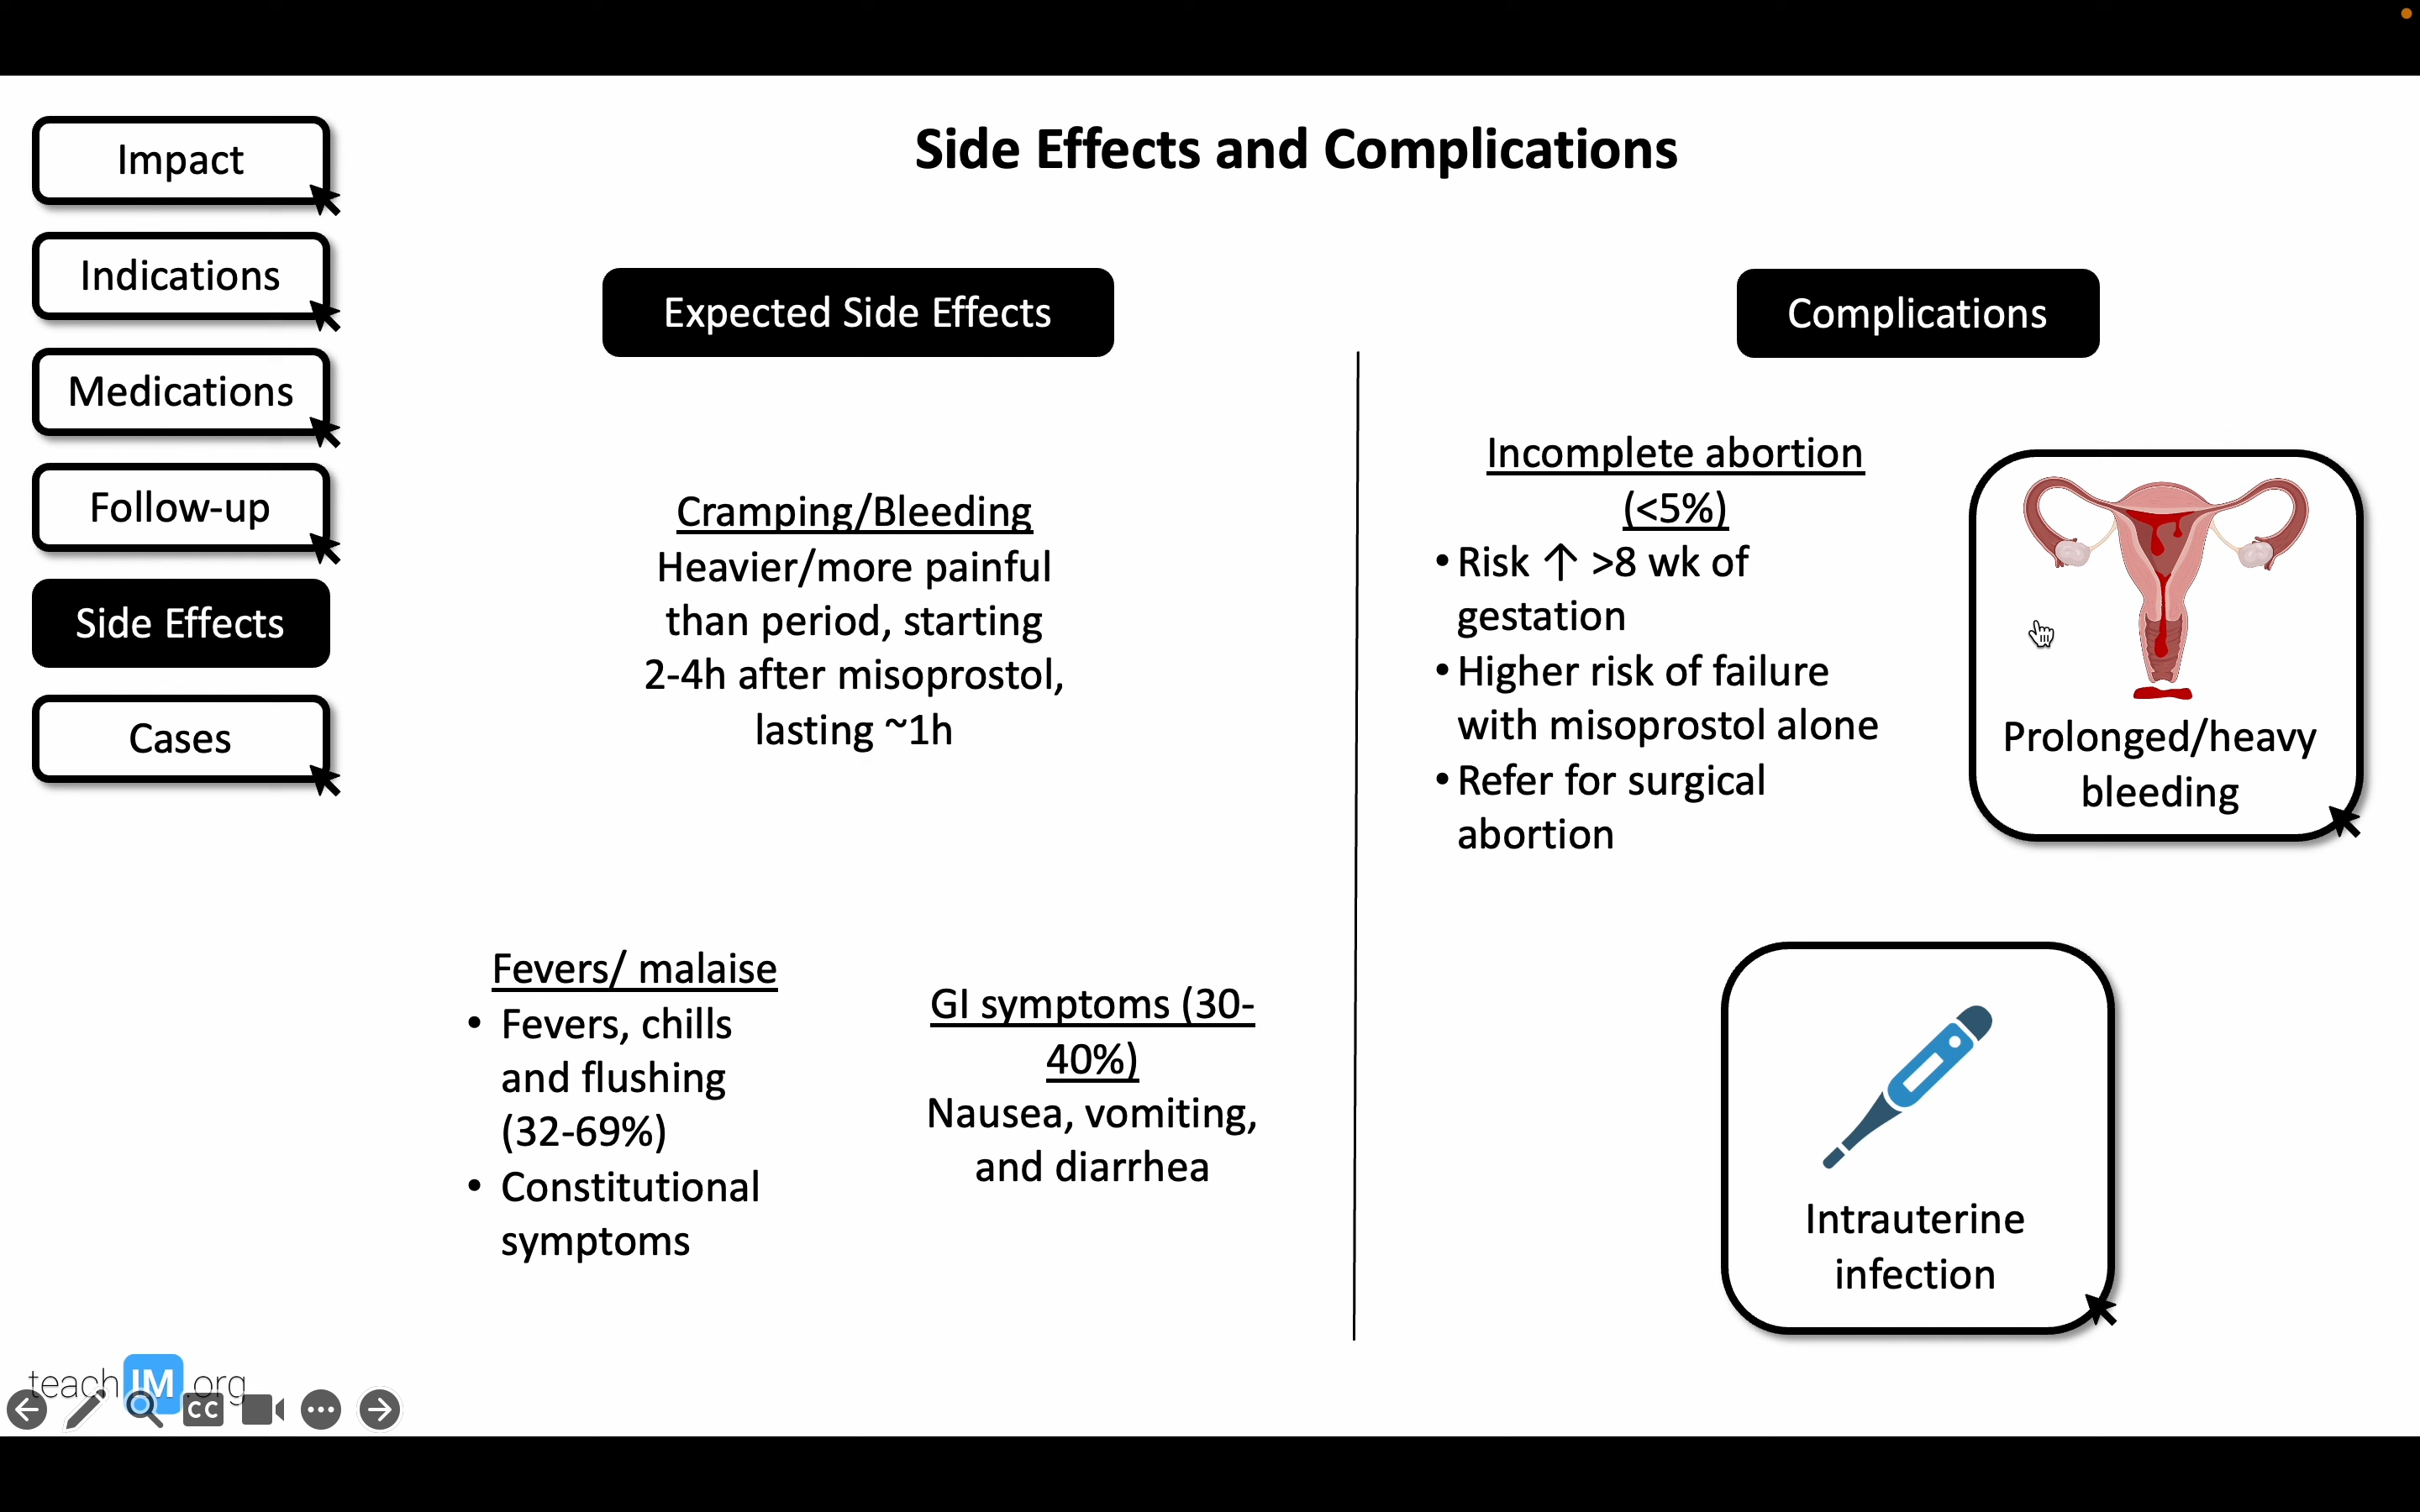 Impact
Indications
Medications
Follow-up
Side Effects
Cases
Side Effects and Complications
Expected Side Effects
Cramping/Bleeding
Heavier/more painful
than period, starting
2-4h after misoprostol,
lasting ~1h
Fevers/ malaise
• Fevers, chills
and flushing
(32-69%)
• Constitutional
symptoms
GI symptoms (30-
40%)
Nausea, vomiting,
and diarrhea
Complications
Incomplete abortion
(<5%)
• Risk ↑ >8 wk of
gestation
• Higher risk of failure
with misoprostol alone
• Refer for surgical
abortion
Prolonged/heavy
bleeding
Intrauterine
infection
teachIM.org
CC